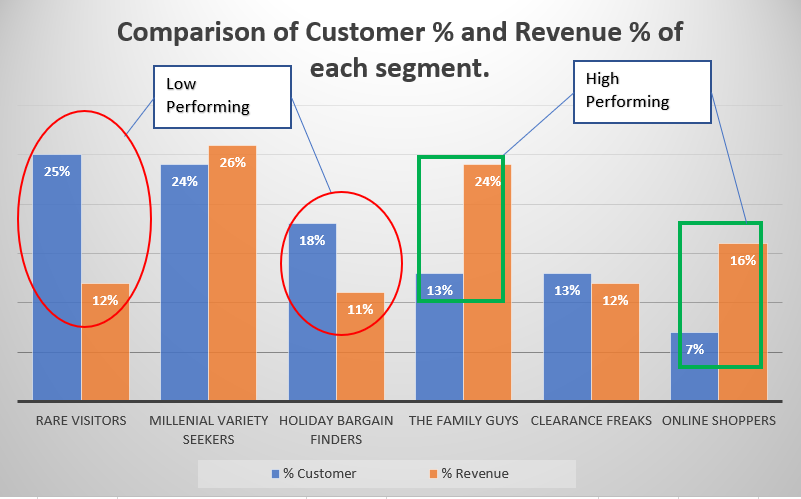 Comparison of Customer % and Revenue % of
each segment.
Low
Performing
High
Performing
25%
12%
24%
26%
18%
11%
13%
24%
13%
12%
7%
16%
RARE VISITORS
MILLENIAL VARIETY
SEEKERS
HOLIDAY BARGAIN
FINDERS
THE FAMILY GUYS
CLEARANCE FREAKS
ONLINE SHOPPERS
% Customer
% Revenue